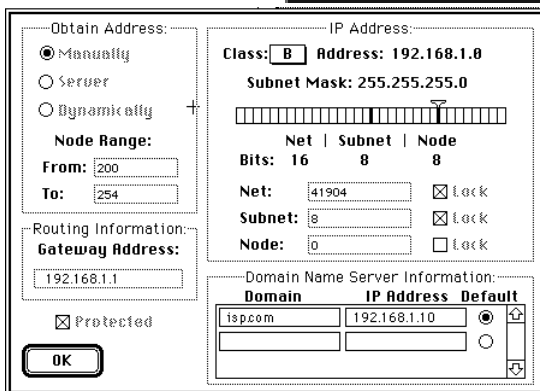 Obtain Address:
Manually
Server
Dynamically
Node Range:
From: 200
To: 254
Routing Information:
Gateway Address:
192.168.1.1
Protected
OK
IP Address:
Class: B Address: 192.168.1.0
Subnet Mask: 255.255.255.0
Net | Subnet | Node
Bits: 16 8 8
Net: 41904 Lock
Subnet: 8 Lock
Node: 0 Lock
Domain Name Server Information:
Domain IP Address Default
isp.com 192.168.1.10